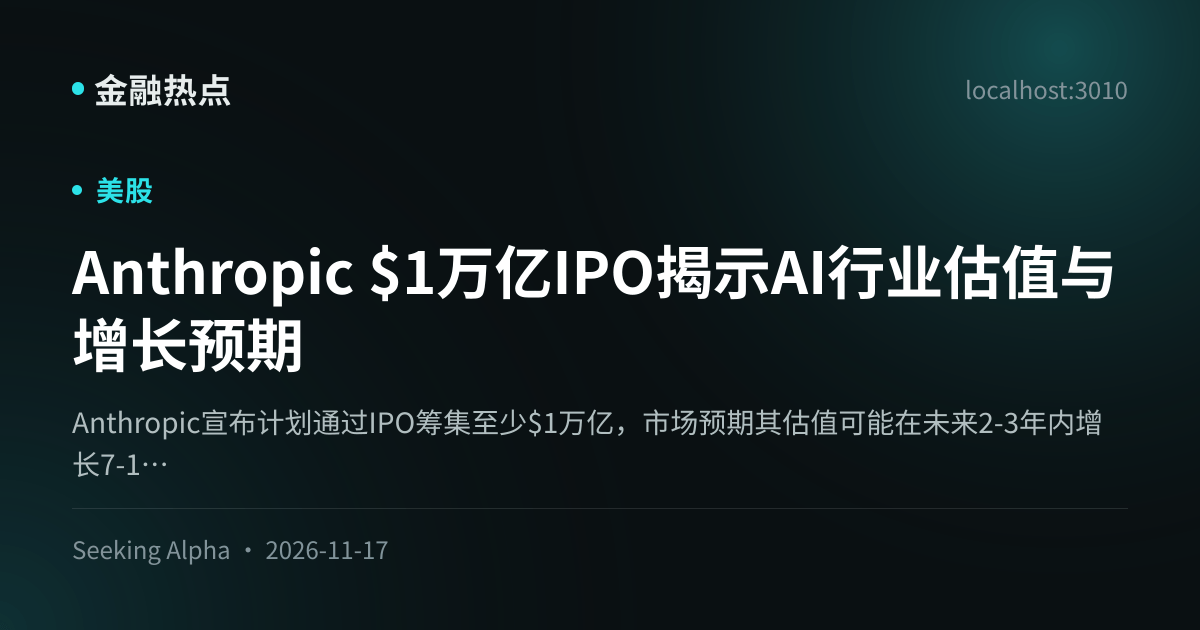 金融热点
localhost:3010
美股
Anthropic $1万亿IPO揭示AI行业估值与
增长预期
Anthropic宣布计划通过IPO筹集至少$1万亿，市场预期其估值可能在未来2-3年内增
长7-1…
Seeking Alpha · 2026-11-17